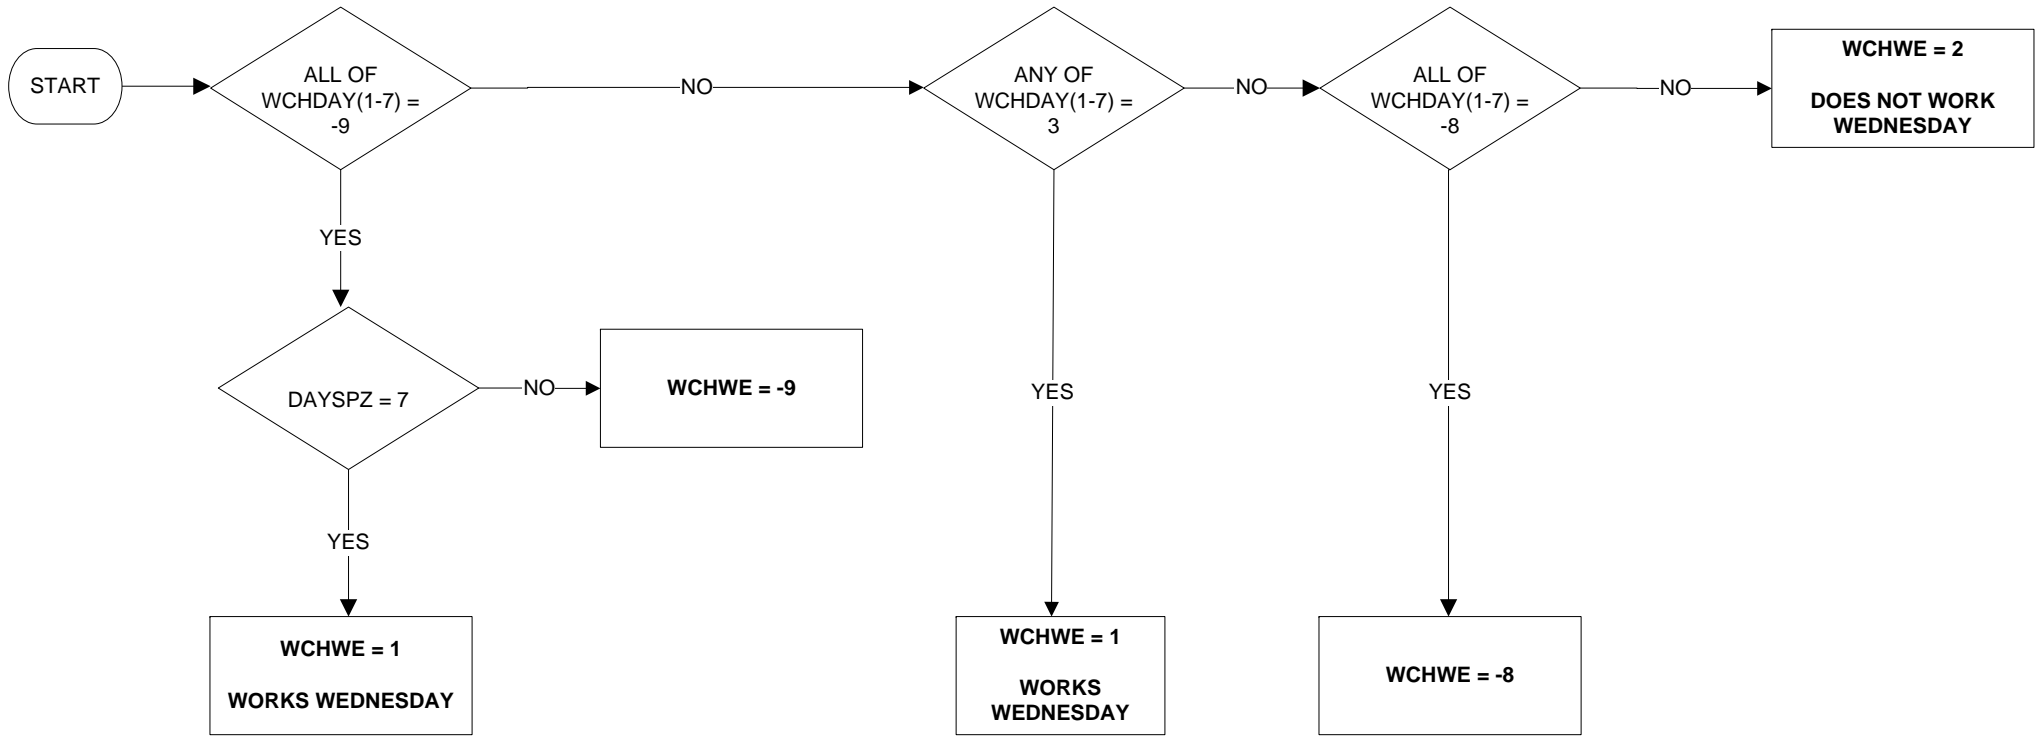 START
ALL OF
WCHDAY(1-7) =
-9
NO
ANY OF
WCHDAY(1-7) =
3
NO
ALL OF
WCHDAY(1-7) =
-8
NO
WCHWE = 2
DOES NOT WORK
WEDNESDAY
YES
DAYSPZ = 7
NO
WCHWE = -9
YES
YES
YES
WCHWE = 1
WORKS WEDNESDAY
WCHWE = 1
WORKS
WEDNESDAY
WCHWE = -8